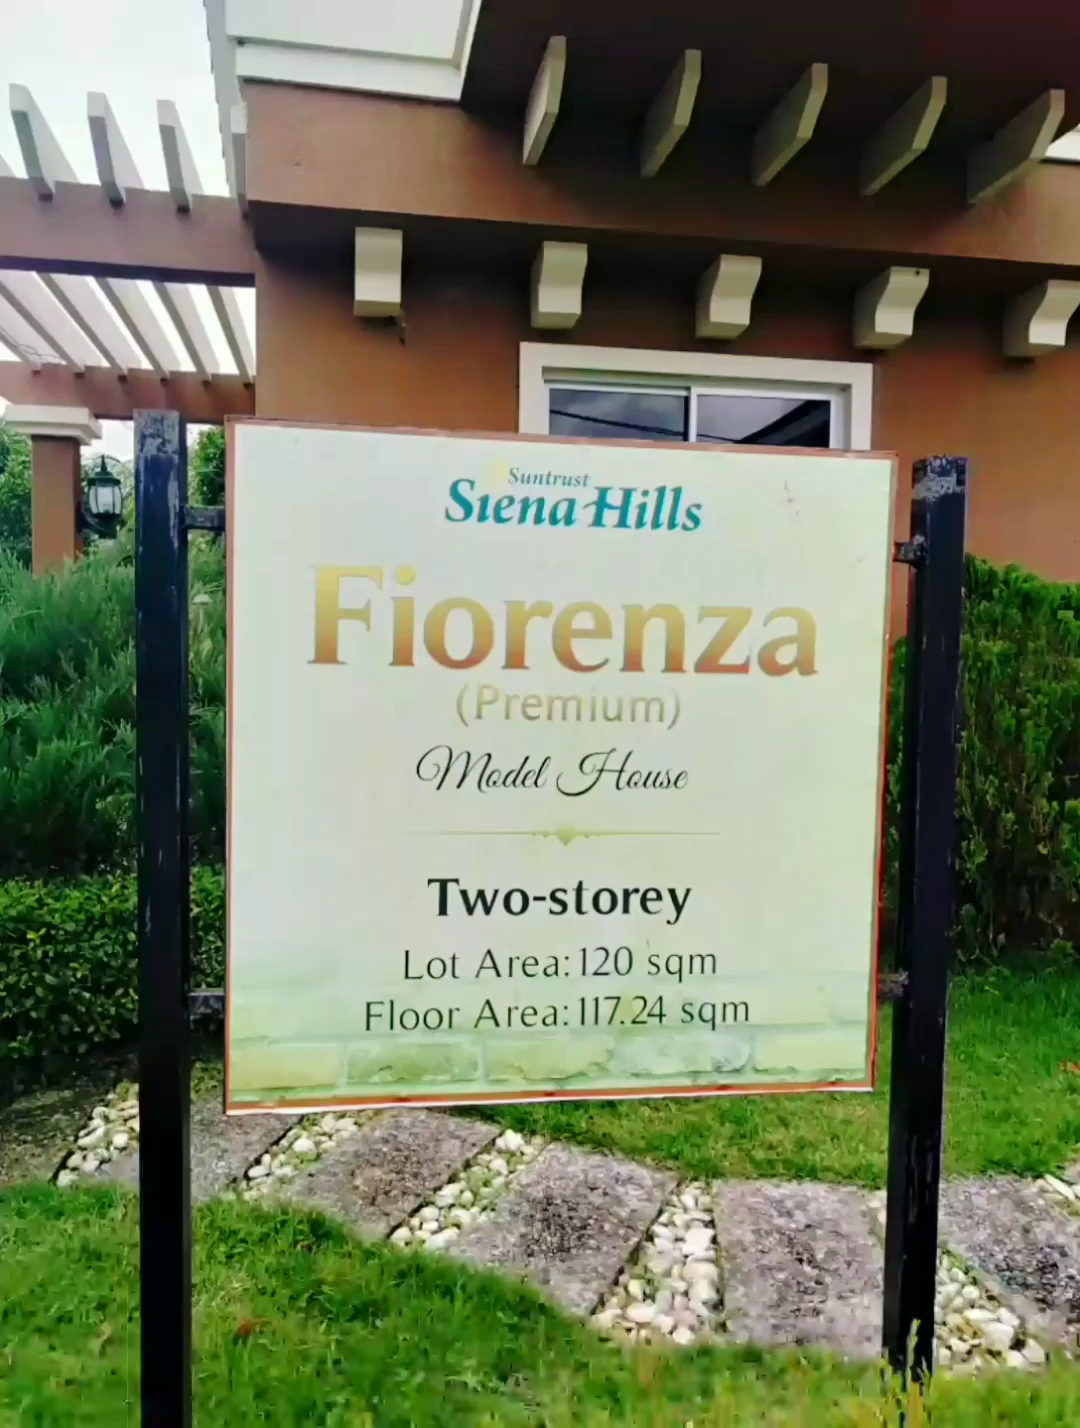 Suntrust
Siena Hills
Fiorenza
(Premium)
Model House
Two-storey
Lot Area: 120 sqm
Floor Area: 117.24 sqm